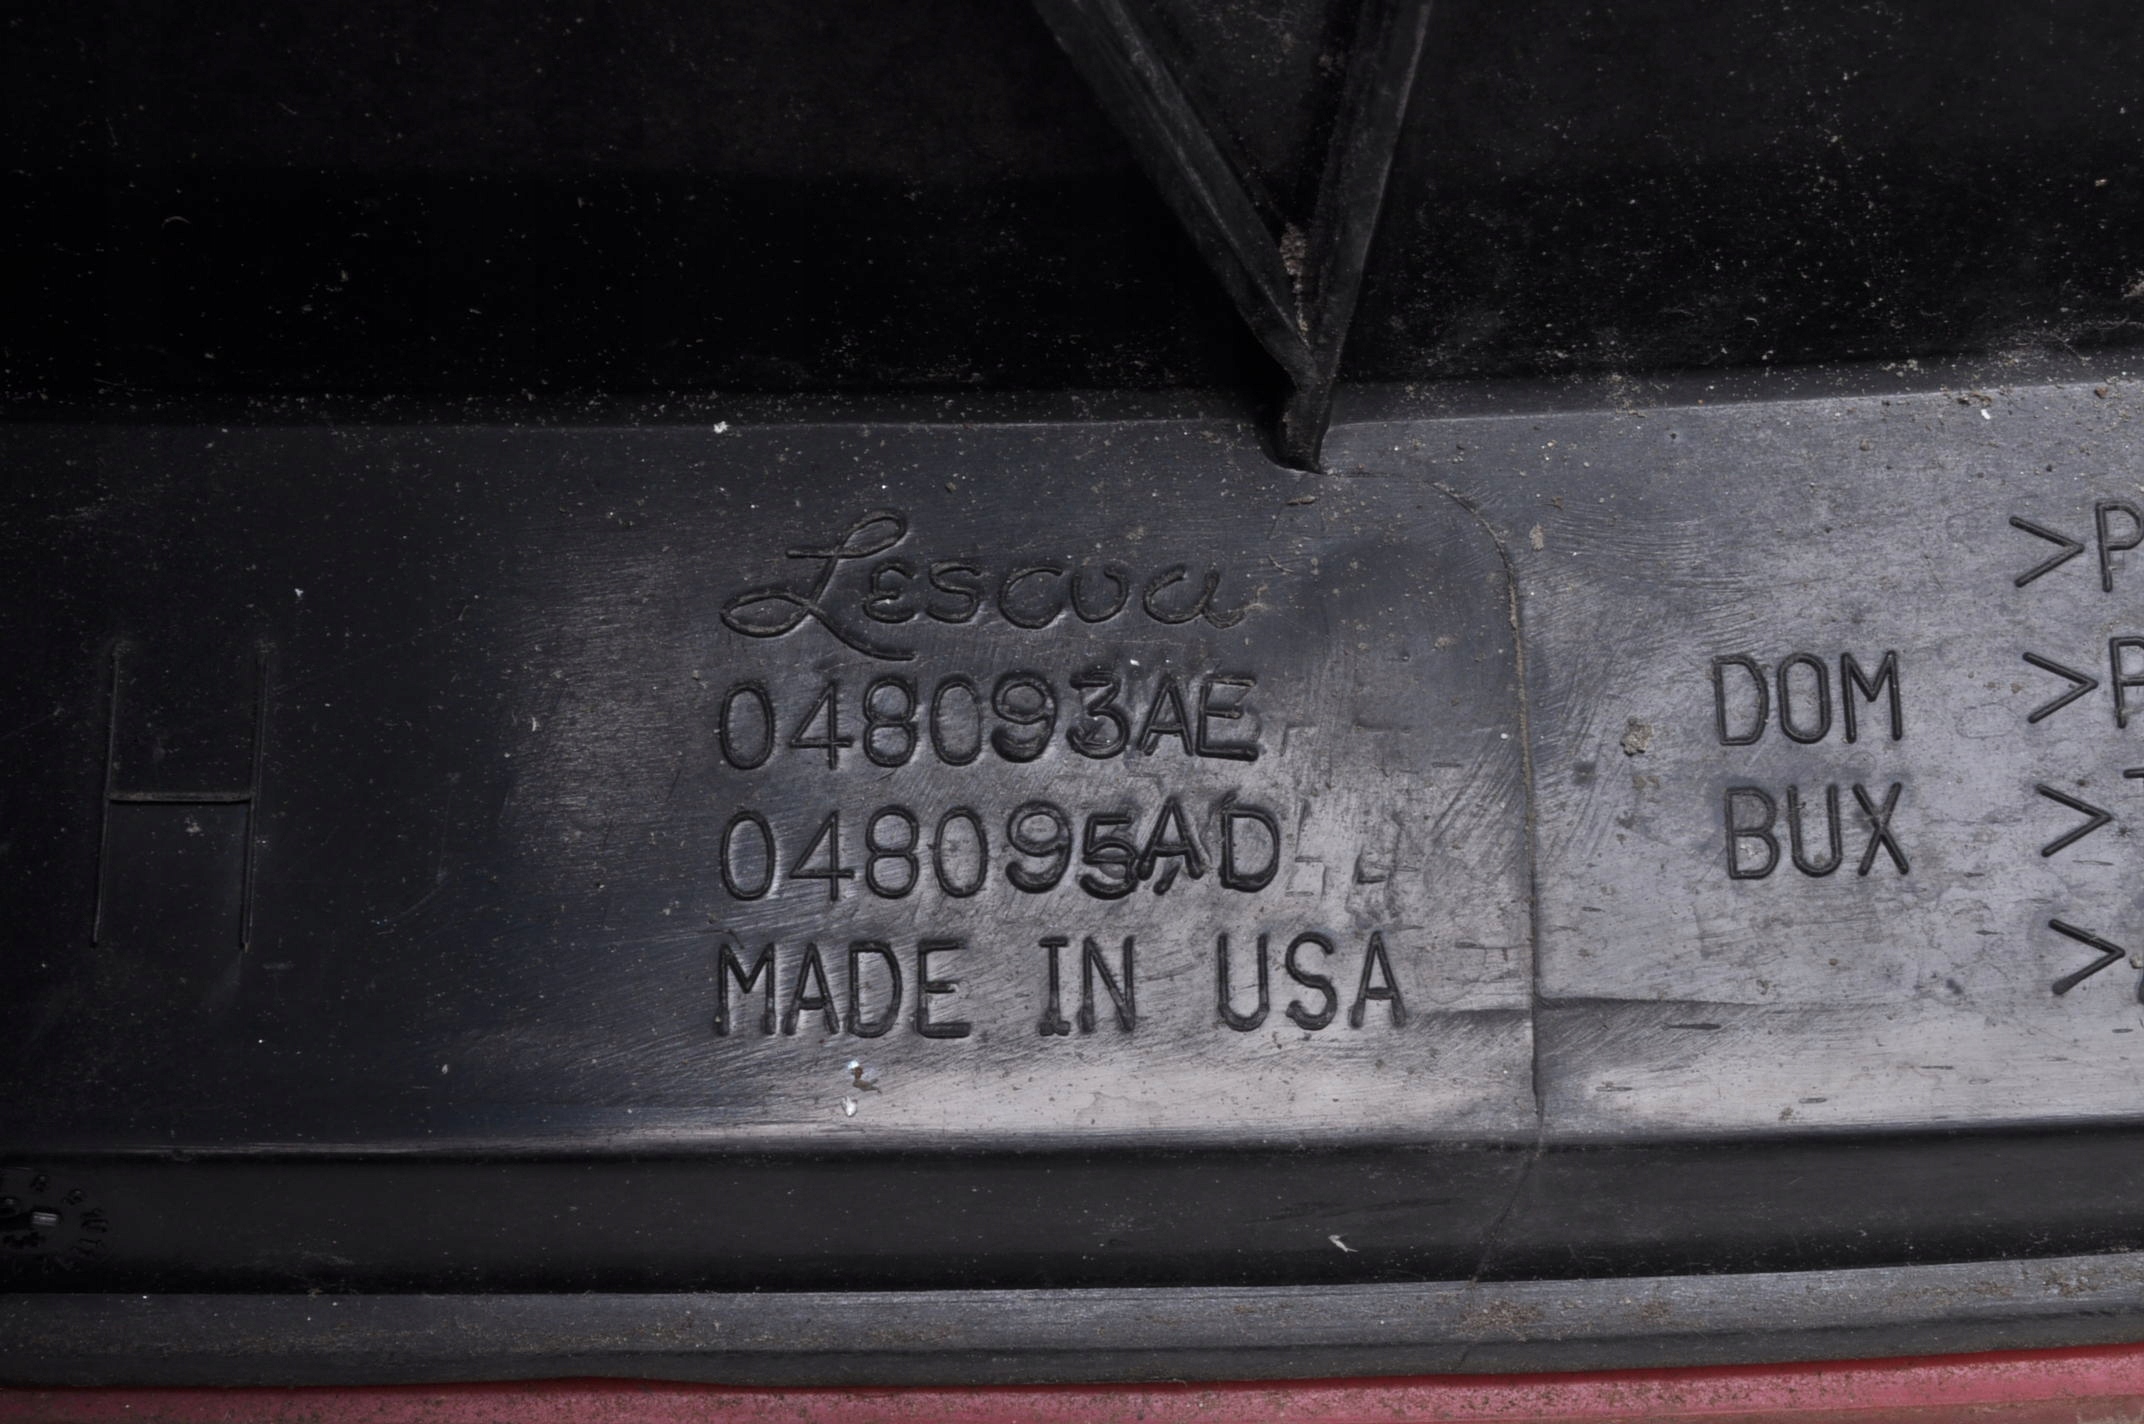 Lescoa
048093AE
048095AD
MADE IN USA
H
DOM >P
BUX >P
>
>